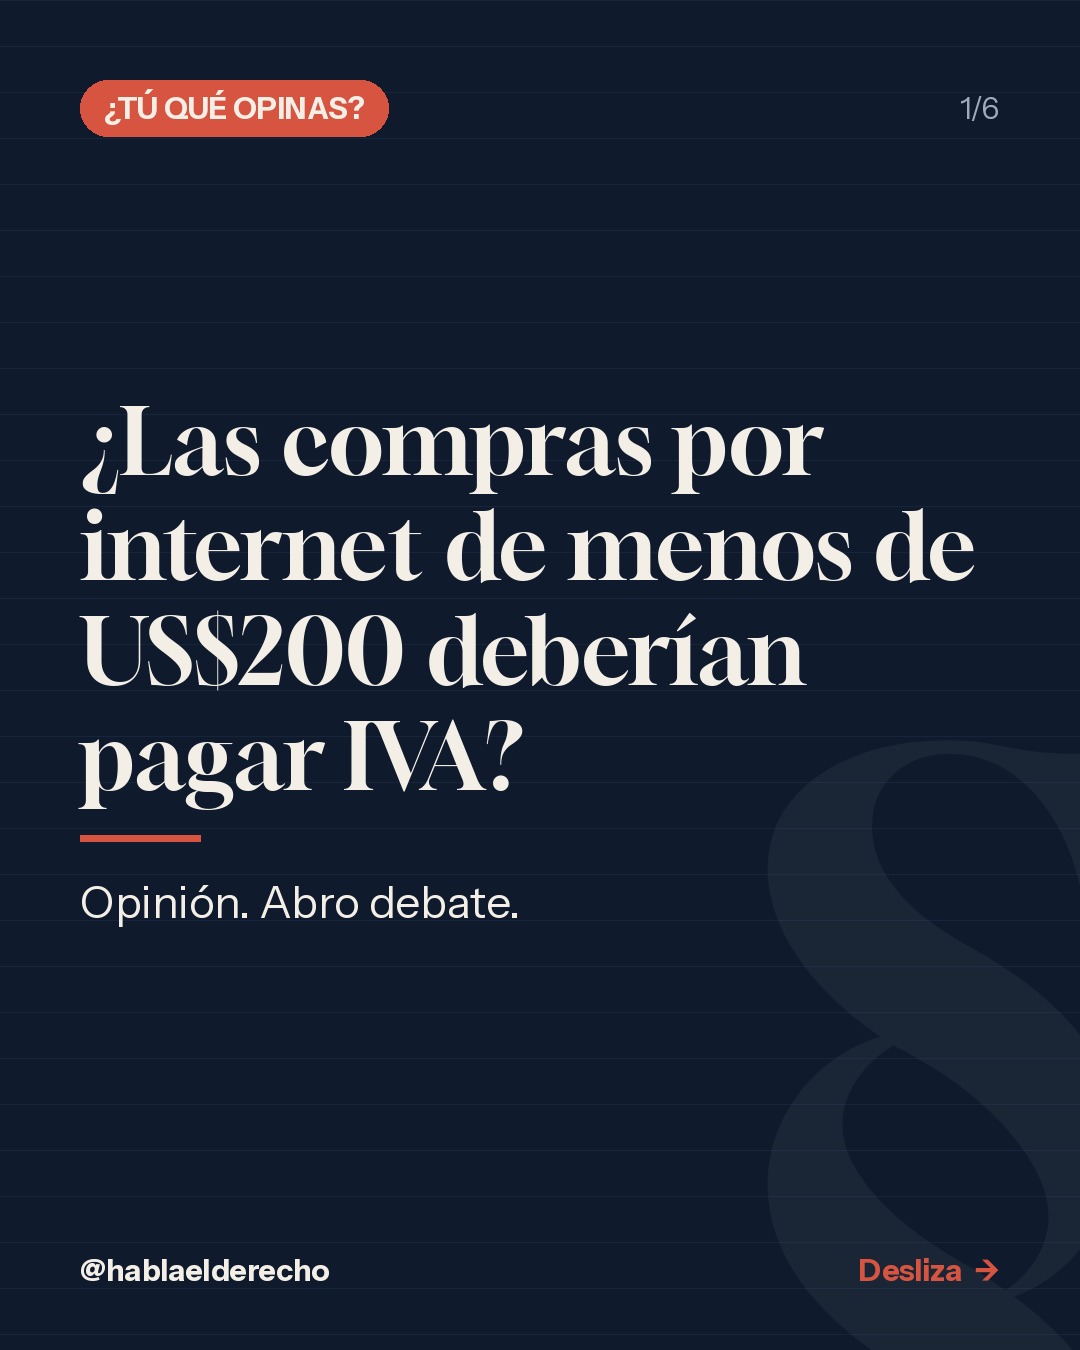 ¿TÚ QUÉ OPINAS?
1/6
¿Las compras por
internet de menos de
US$200 deberían
pagar IVA?
Opinión. Abro debate.
@hablaelderecho
Desliza →
§